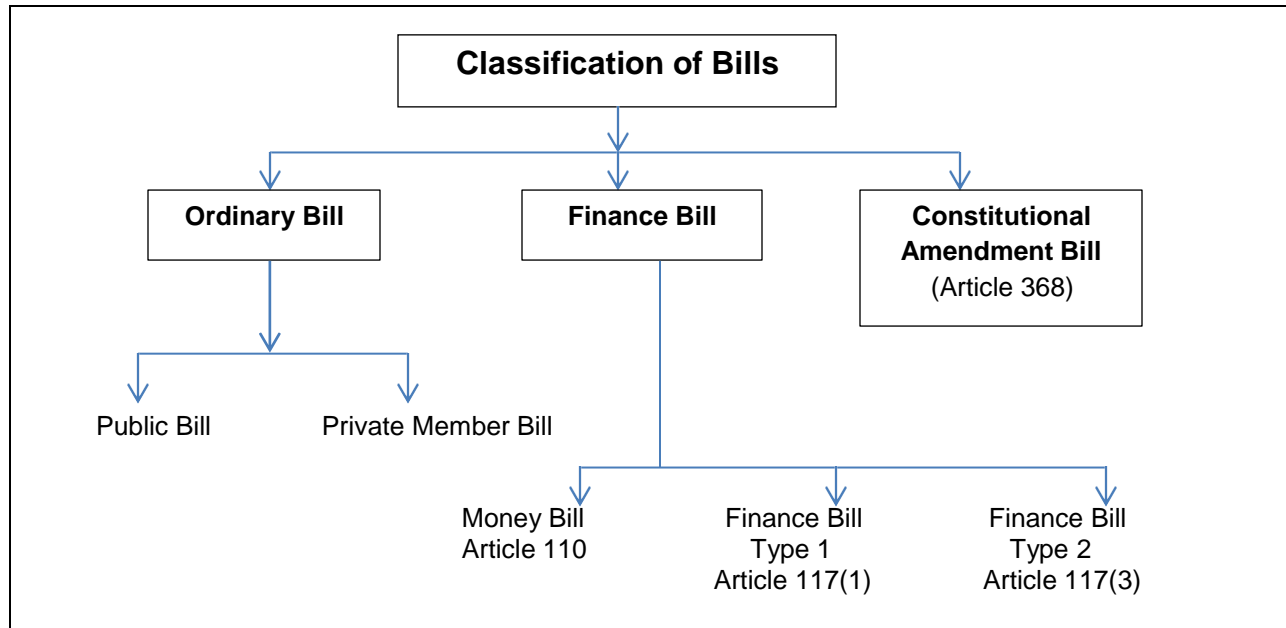 Classification of Bills
Ordinary Bill
Finance Bill
Constitutional
Amendment Bill
(Article 368)
Public Bill
Private Member Bill
Money Bill
Article 110
Finance Bill
Type 1
Article 117(1)
Finance Bill
Type 2
Article 117(3)